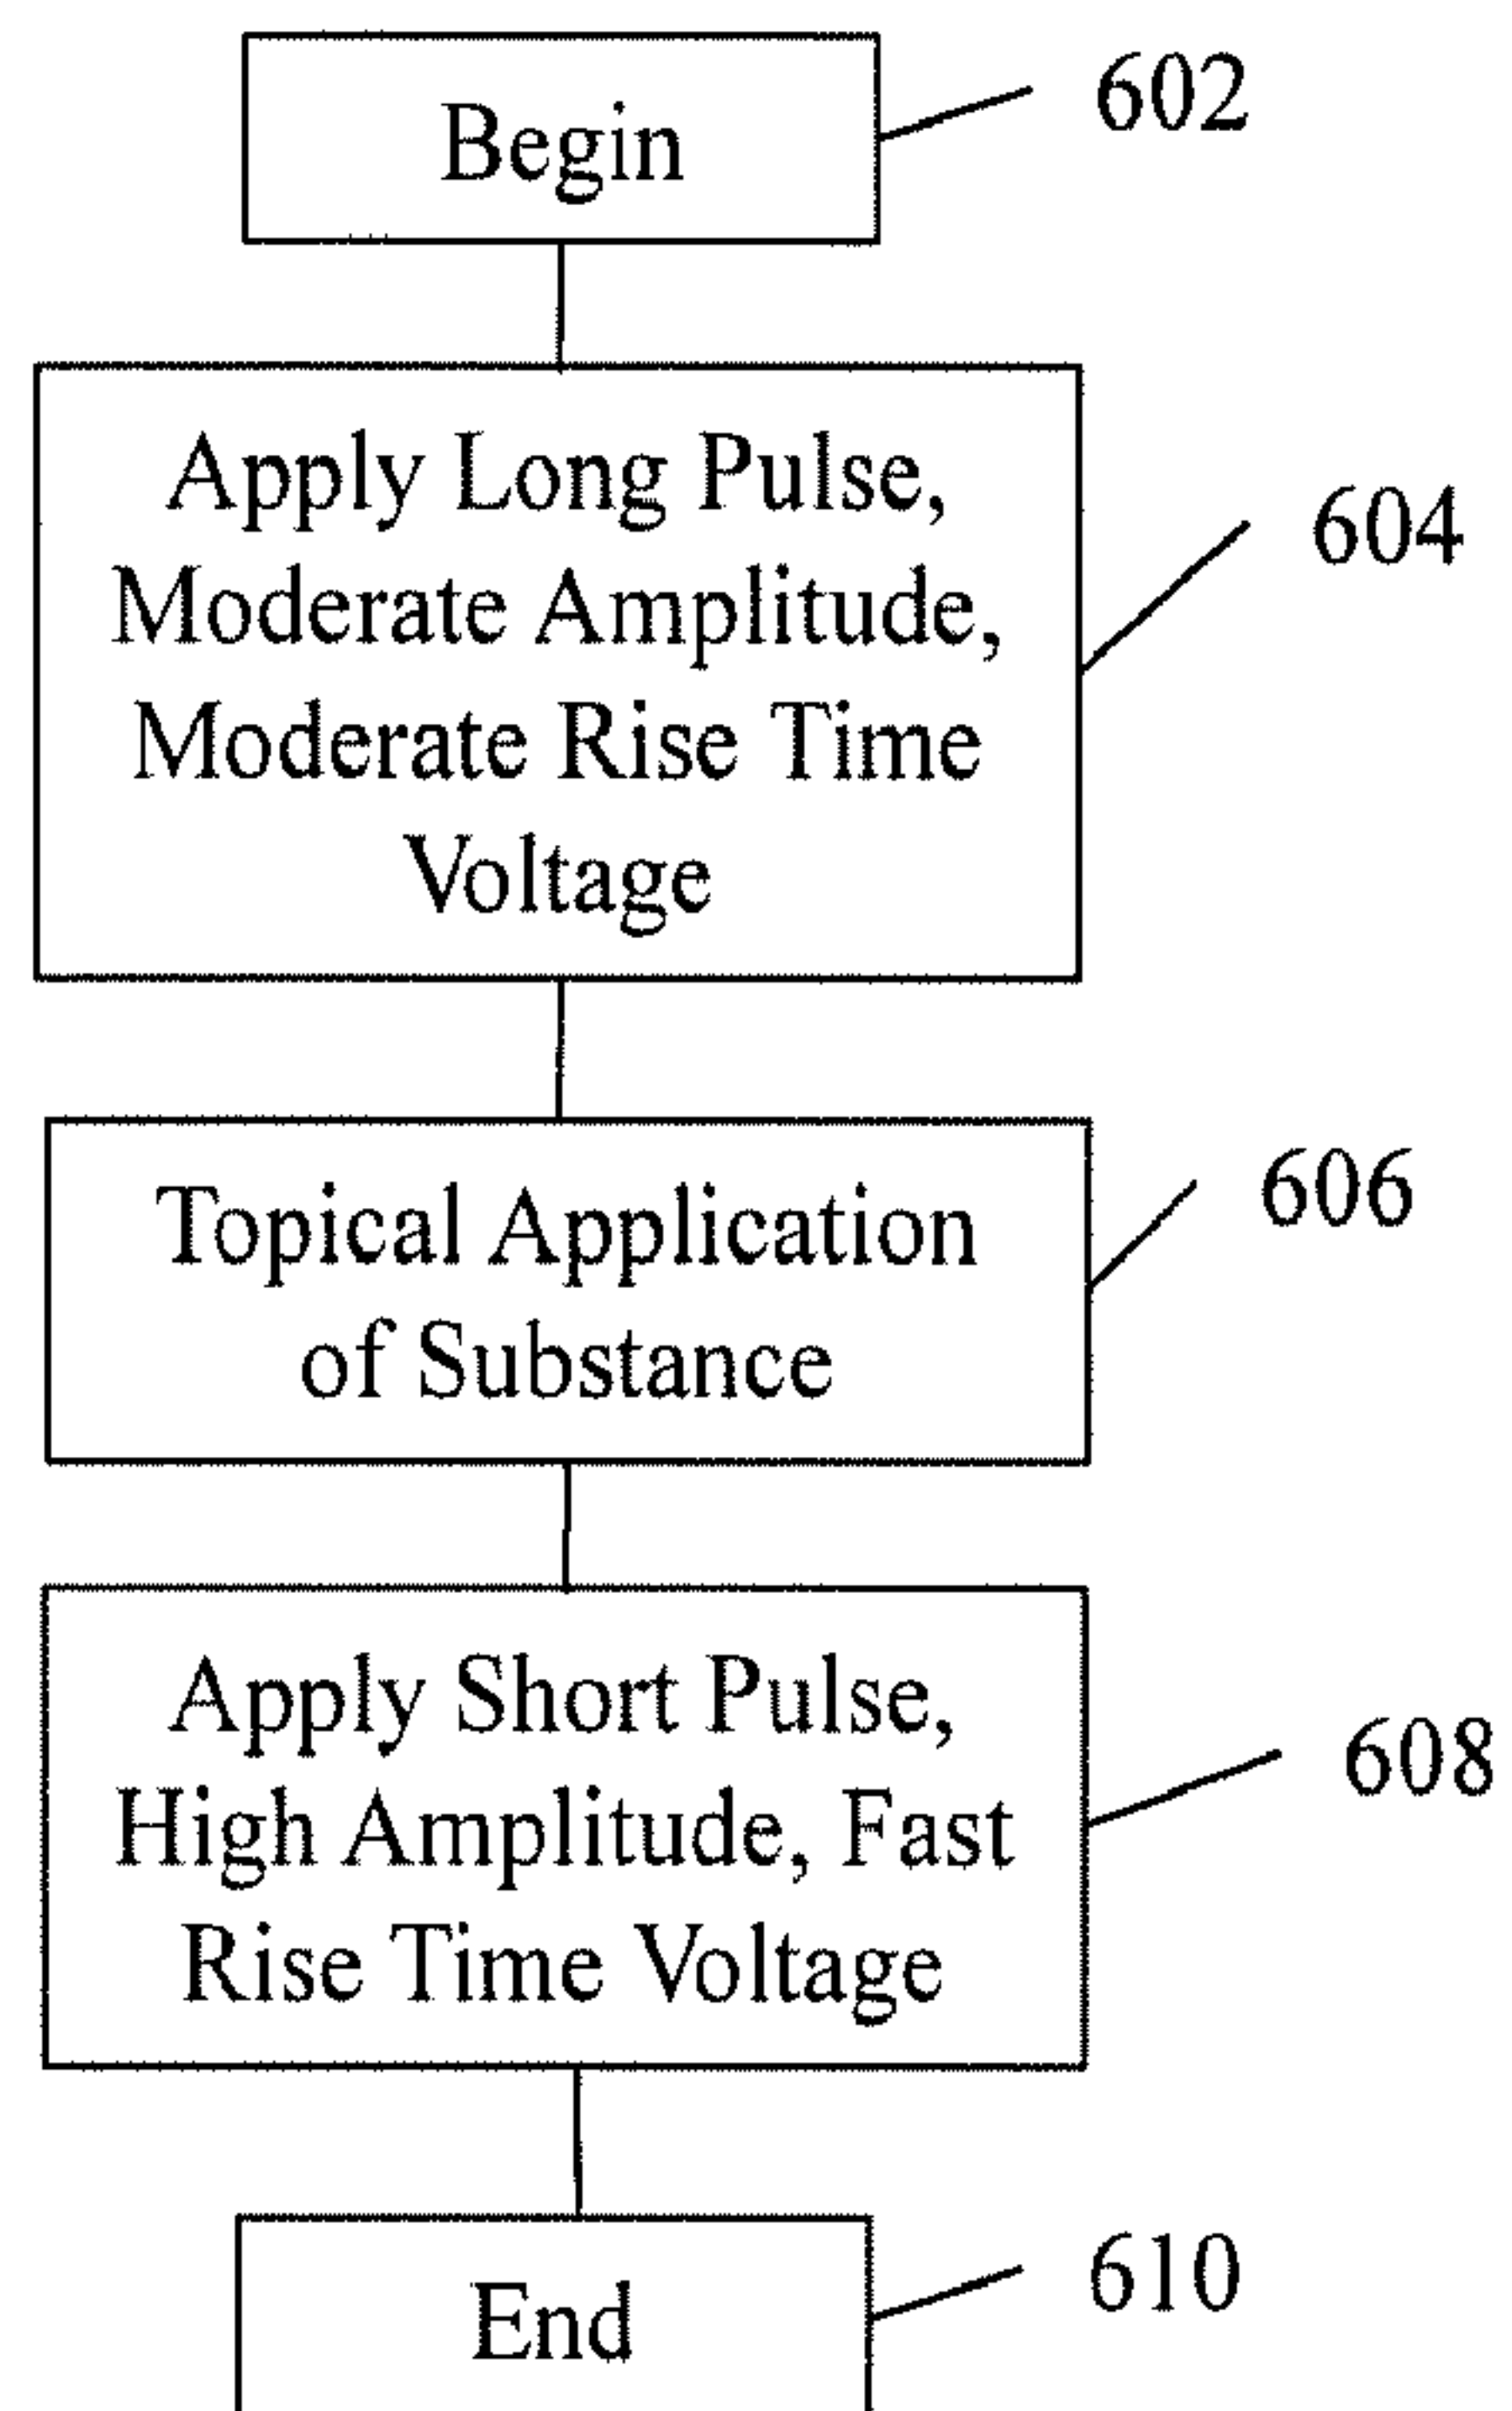 Begin
602
Apply Long Pulse,
Moderate Amplitude,
Moderate Rise Time
Voltage
604
Topical Application
of Substance
606
Apply Short Pulse,
High Amplitude, Fast
Rise Time Voltage
608
End
610